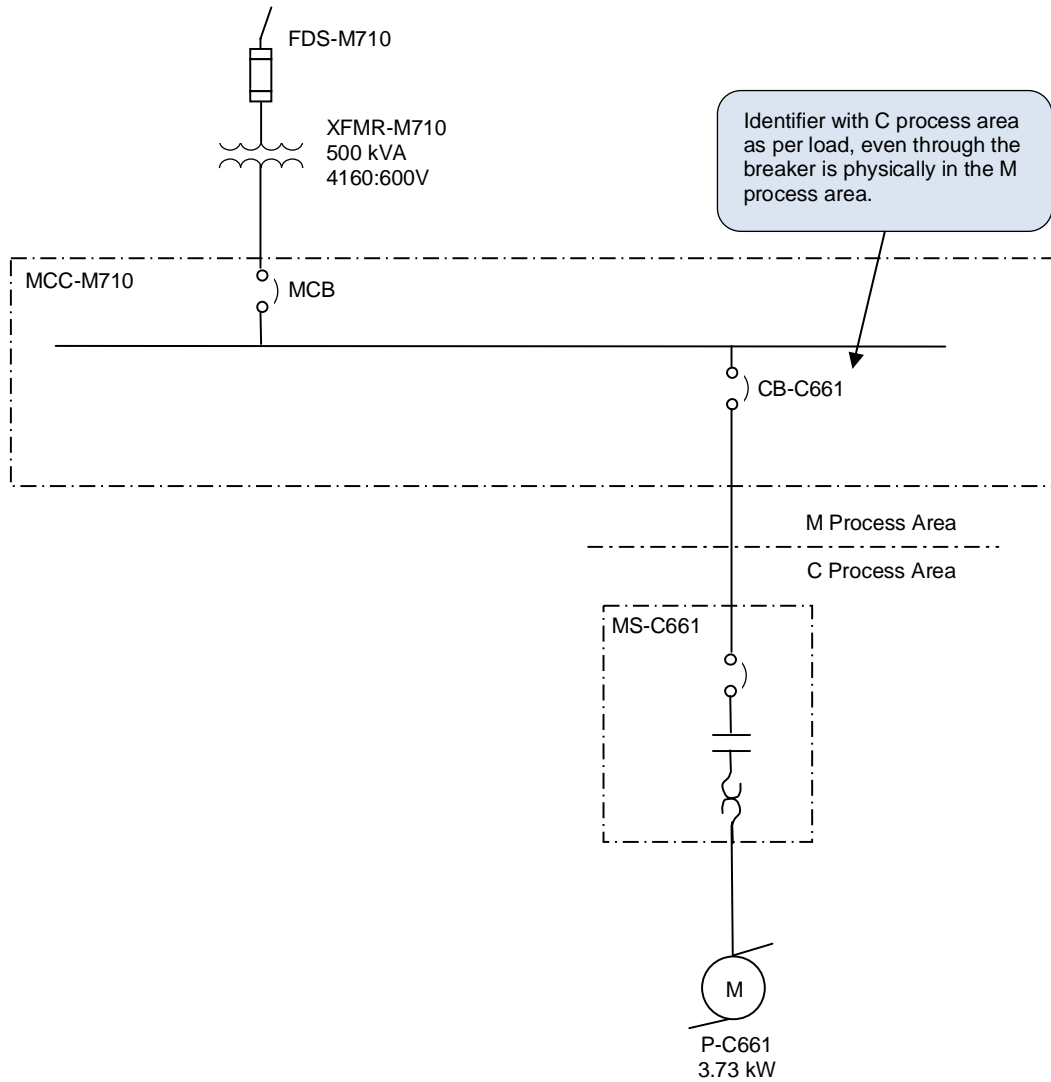 FDS-M710
XFMR-M710
500 kVA
4160:600V
Identifier with C process area
as per load, even through the
breaker is physically in the M
process area.
MCC-M710
MCB
CB-C661
M Process Area
C Process Area
MS-C661
M
P-C661
3.73 kW